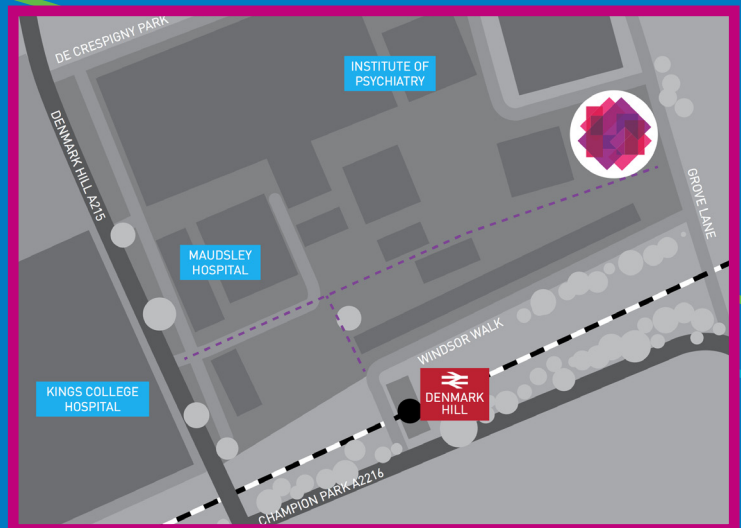 DE CRESPIGNY PARK
INSTITUTE OF
PSYCHIATRY
DENMARK HILL A215
GROVE LANE
MAUDSLEY
HOSPITAL
WINDSOR WALK
KINGS COLLEGE
HOSPITAL
DENMARK
HILL
CHAMPION PARK A2216